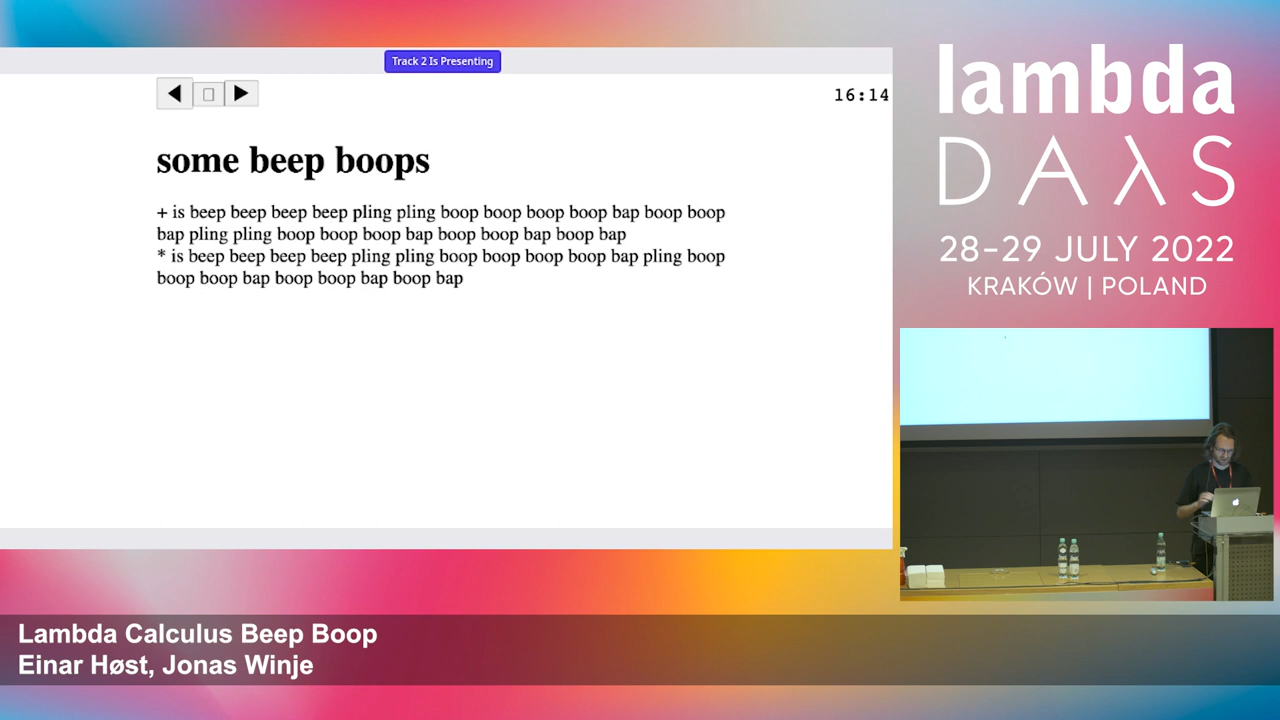 Track 2 Is Presenting
16:14
some beep boops
+ is beep beep beep beep pling pling boop boop boop boop bap boop boop
bap pling pling boop boop boop bap boop boop bap boop bap
* is beep beep beep beep pling pling boop boop boop boop bap pling boop
boop boop bap boop boop bap boop bap
lambda
DAλS
28–29 JULY 2022
KRAKÓW | POLAND
Lambda Calculus Beep Boop
Einar Høst, Jonas Winje